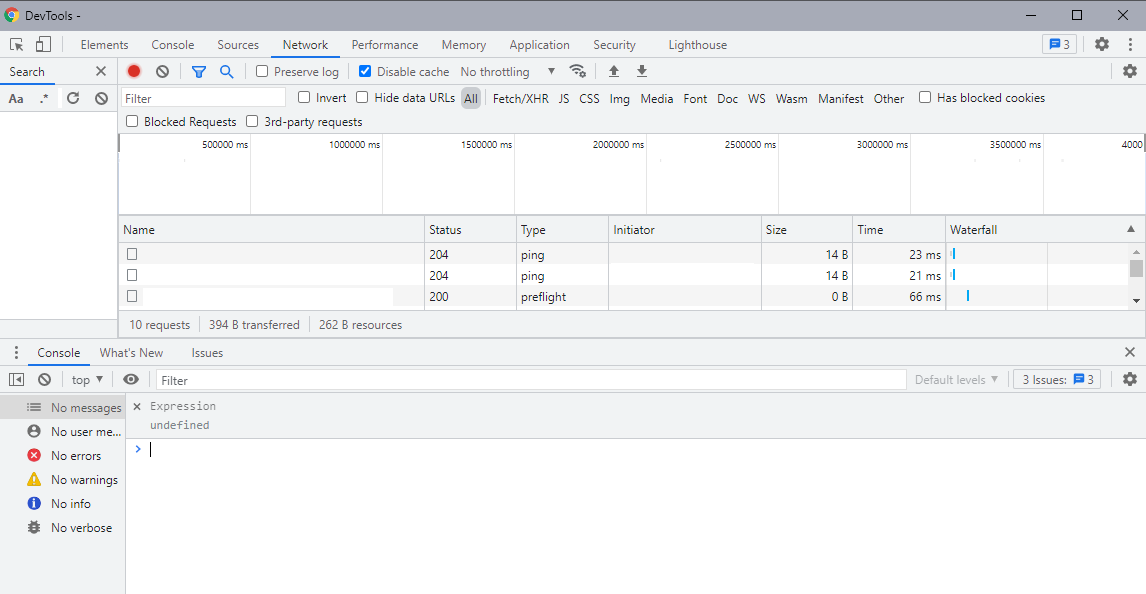 DevTools -
Elements Console Sources Network Performance Memory Application Security Lighthouse 3
Search Preserve log Disable cache No throttling
Aa .* Filter Invert Hide data URLs All Fetch/XHR JS CSS Img Media Font Doc WS Wasm Manifest Other Has blocked cookies
Blocked Requests 3rd-party requests
500000 ms 1000000 ms 1500000 ms 2000000 ms 2500000 ms 3000000 ms 3500000 ms 4000
Name Status Type Initiator Size Time Waterfall
204 ping 14 B 23 ms
204 ping 14 B 21 ms
200 preflight 0 B 66 ms
10 requests 394 B transferred 262 B resources
Console What's New Issues
top Filter Default levels 3 Issues: 3
No messages
No user me...
No errors
No warnings
No info
No verbose
Expression
undefined